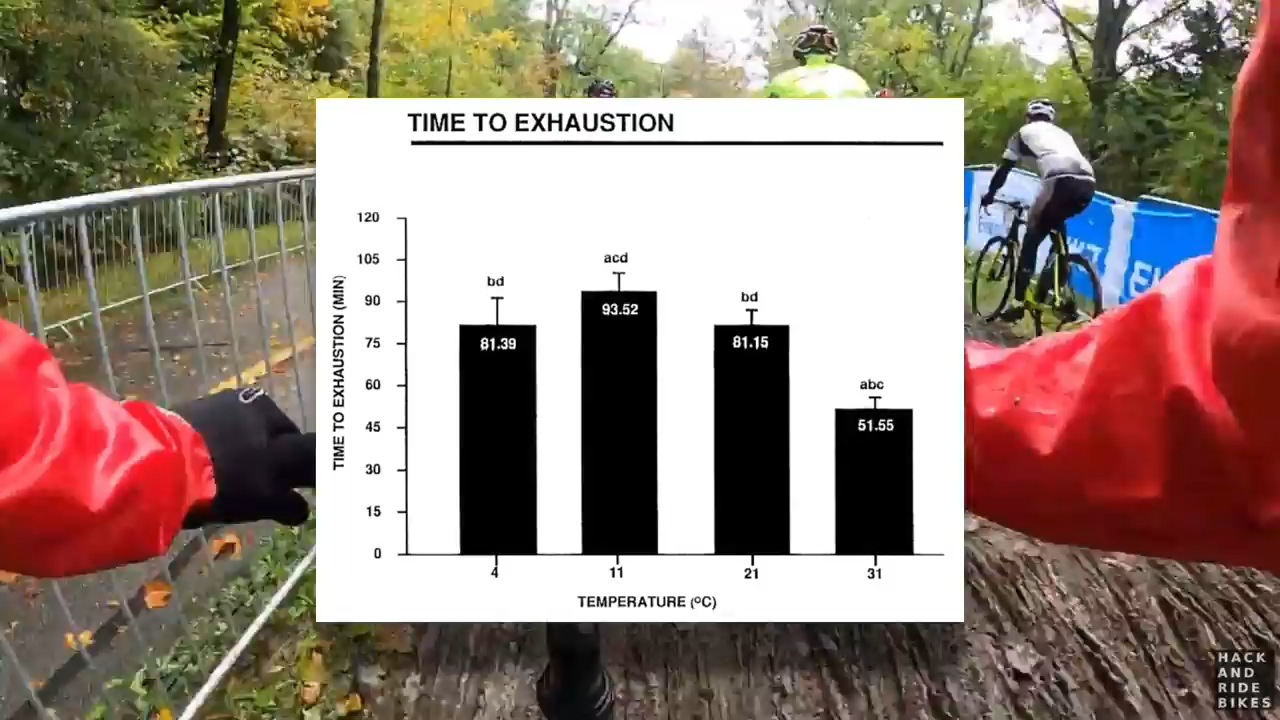 TIME TO EXHAUSTION
TIME TO EXHAUSTION (MIN)
120
105
90
75
60
45
30
15
0
bd
81.39
acd
93.52
bd
81.15
abc
51.55
4
11
21
31
TEMPERATURE (ºC)
HACK
AND
RIDE
BIKES